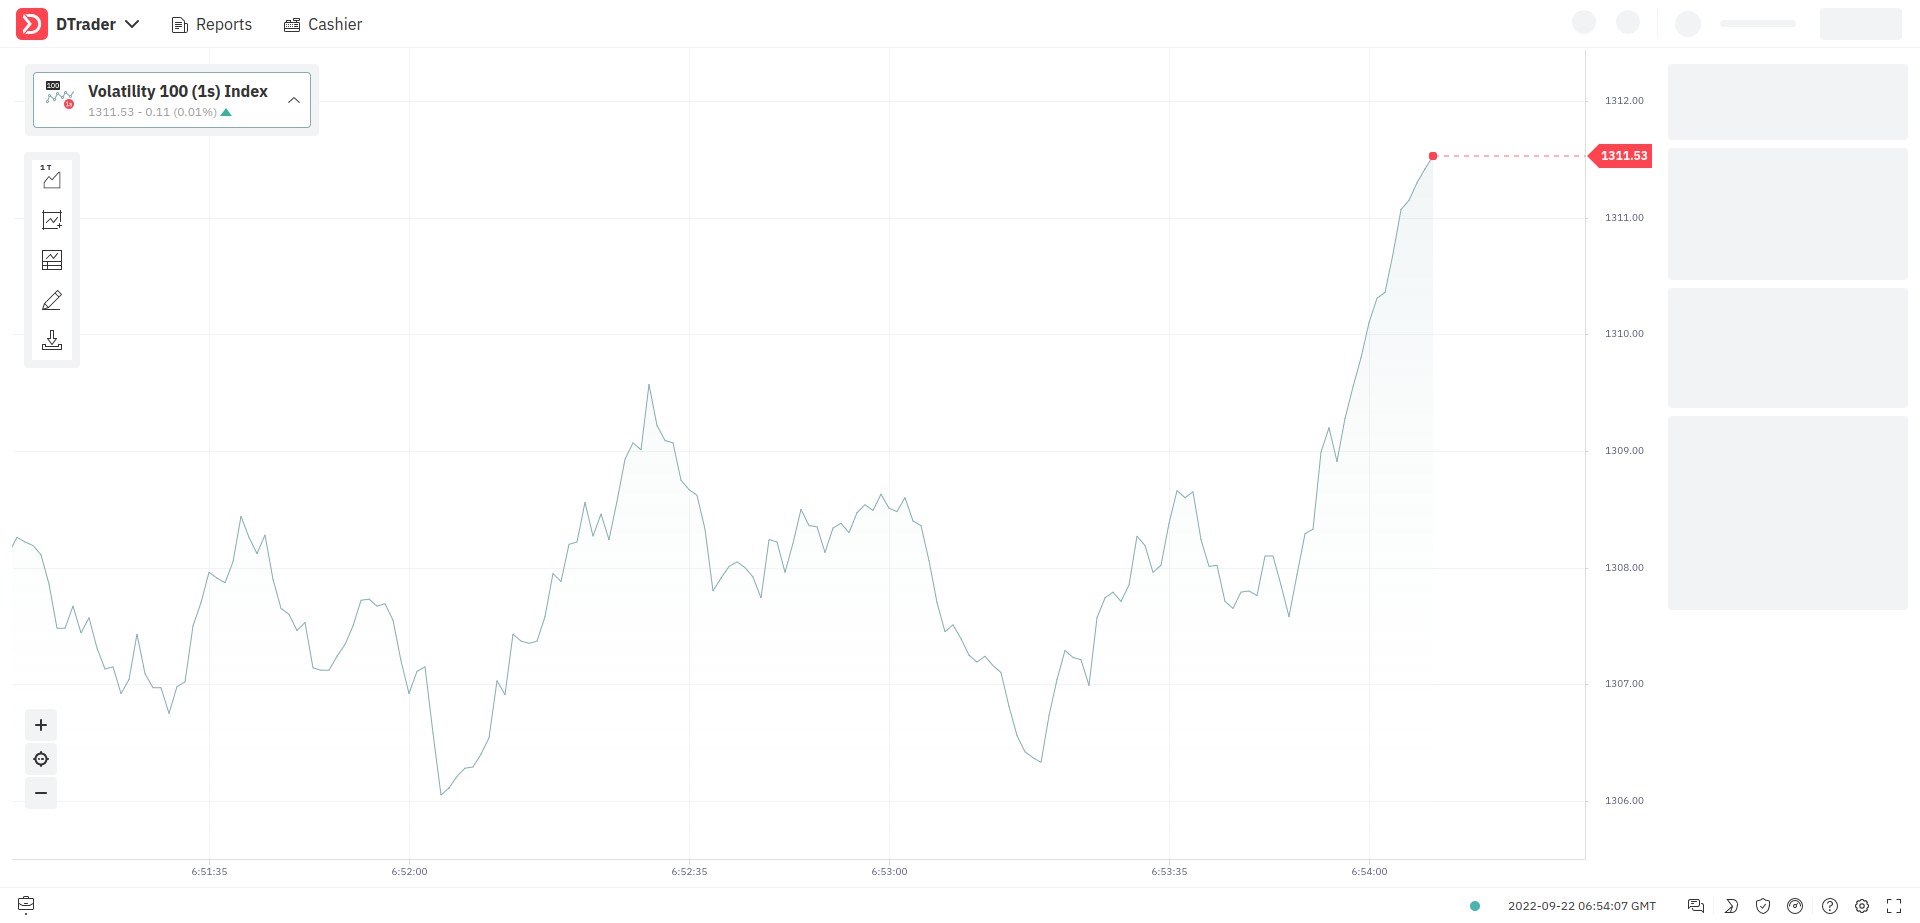 DTrader
Reports
Cashier
100
Volatility 100 (1s) Index
1s
1311.53 - 0.11 (0.01%)
1T
1312.00
1311.53
1311.00
1310.00
1309.00
1308.00
1307.00
1306.00
6:51:35
6:52:00
6:52:35
6:53:00
6:53:35
6:54:00
2022-09-22 06:54:07 GMT